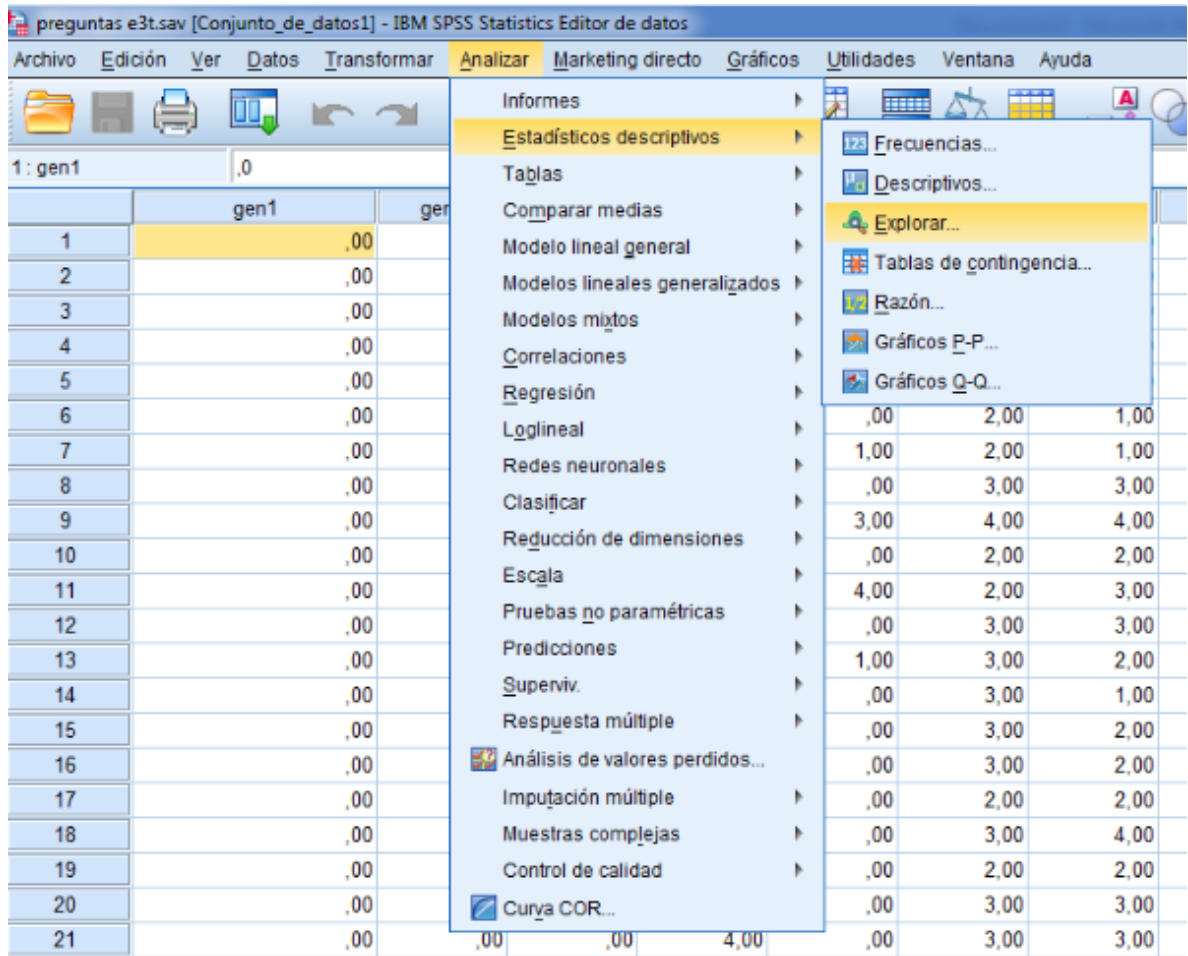 preguntas e3t.sav [Conjunto_de_datos1] - IBM SPSS Statistics Editor de datos
Archivo Edición Ver Datos Transformar Analizar Marketing directo Gráficos Utilidades Ventana Ayuda
1 : gen1 ,0
gen1
Informes
Estadísticos descriptivos
Tablas
Comparar medias
Modelo lineal general
Modelos lineales generalizados
Modelos mixtos
Correlaciones
Regresión
Loglineal
Redes neuronales
Clasificar
Reducción de dimensiones
Escala
Pruebas no paramétricas
Predicciones
Superviv.
Respuesta múltiple
Análisis de valores perdidos...
Imputación múltiple
Muestras complejas
Control de calidad
Curva COR...
Frecuencias...
Descriptivos...
Explorar...
Tablas de contingencia...
Razón...
Gráficos P-P...
Gráficos Q-Q...
1 ,00
2 ,00
3 ,00
4 ,00
5 ,00
6 ,00 ,00 2,00 1,00
7 ,00 1,00 2,00 1,00
8 ,00 ,00 3,00 3,00
9 ,00 3,00 4,00 4,00
10 ,00 ,00 2,00 2,00
11 ,00 4,00 2,00 3,00
12 ,00 ,00 3,00 3,00
13 ,00 1,00 3,00 2,00
14 ,00 ,00 3,00 1,00
15 ,00 ,00 3,00 2,00
16 ,00 ,00 3,00 2,00
17 ,00 ,00 2,00 2,00
18 ,00 ,00 3,00 4,00
19 ,00 ,00 2,00 2,00
20 ,00 ,00 3,00 3,00
21 ,00 ,00 ,00 4,00 ,00 3,00 3,00